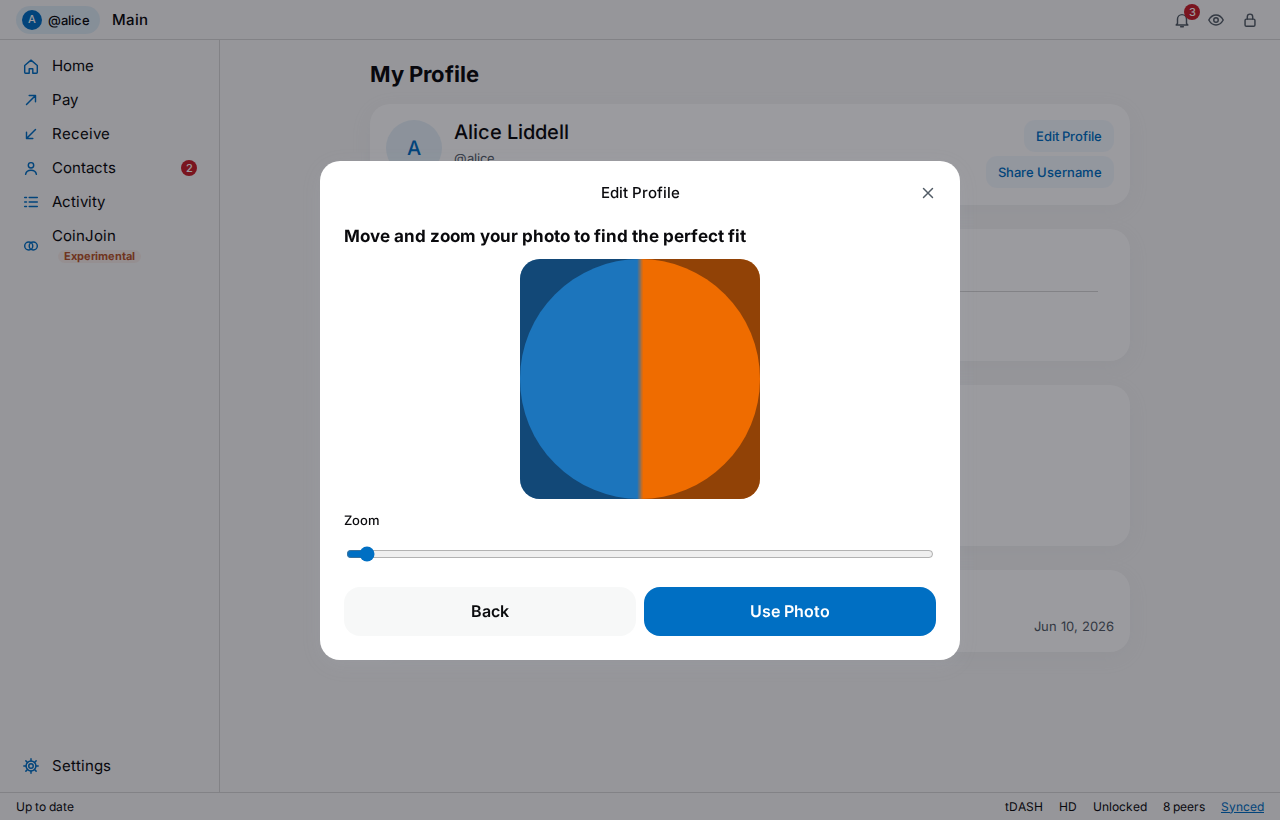 A @alice Main 3
Home
Pay
Receive
Contacts 2
Activity
CoinJoin
Experimental
Settings
My Profile
A
Alice Liddell
@alice
Edit Profile
Share Username
Edit Profile
Move and zoom your photo to find the perfect fit
Zoom
Back Use Photo
Jun 10, 2026
Up to date tDASH HD Unlocked 8 peers Synced